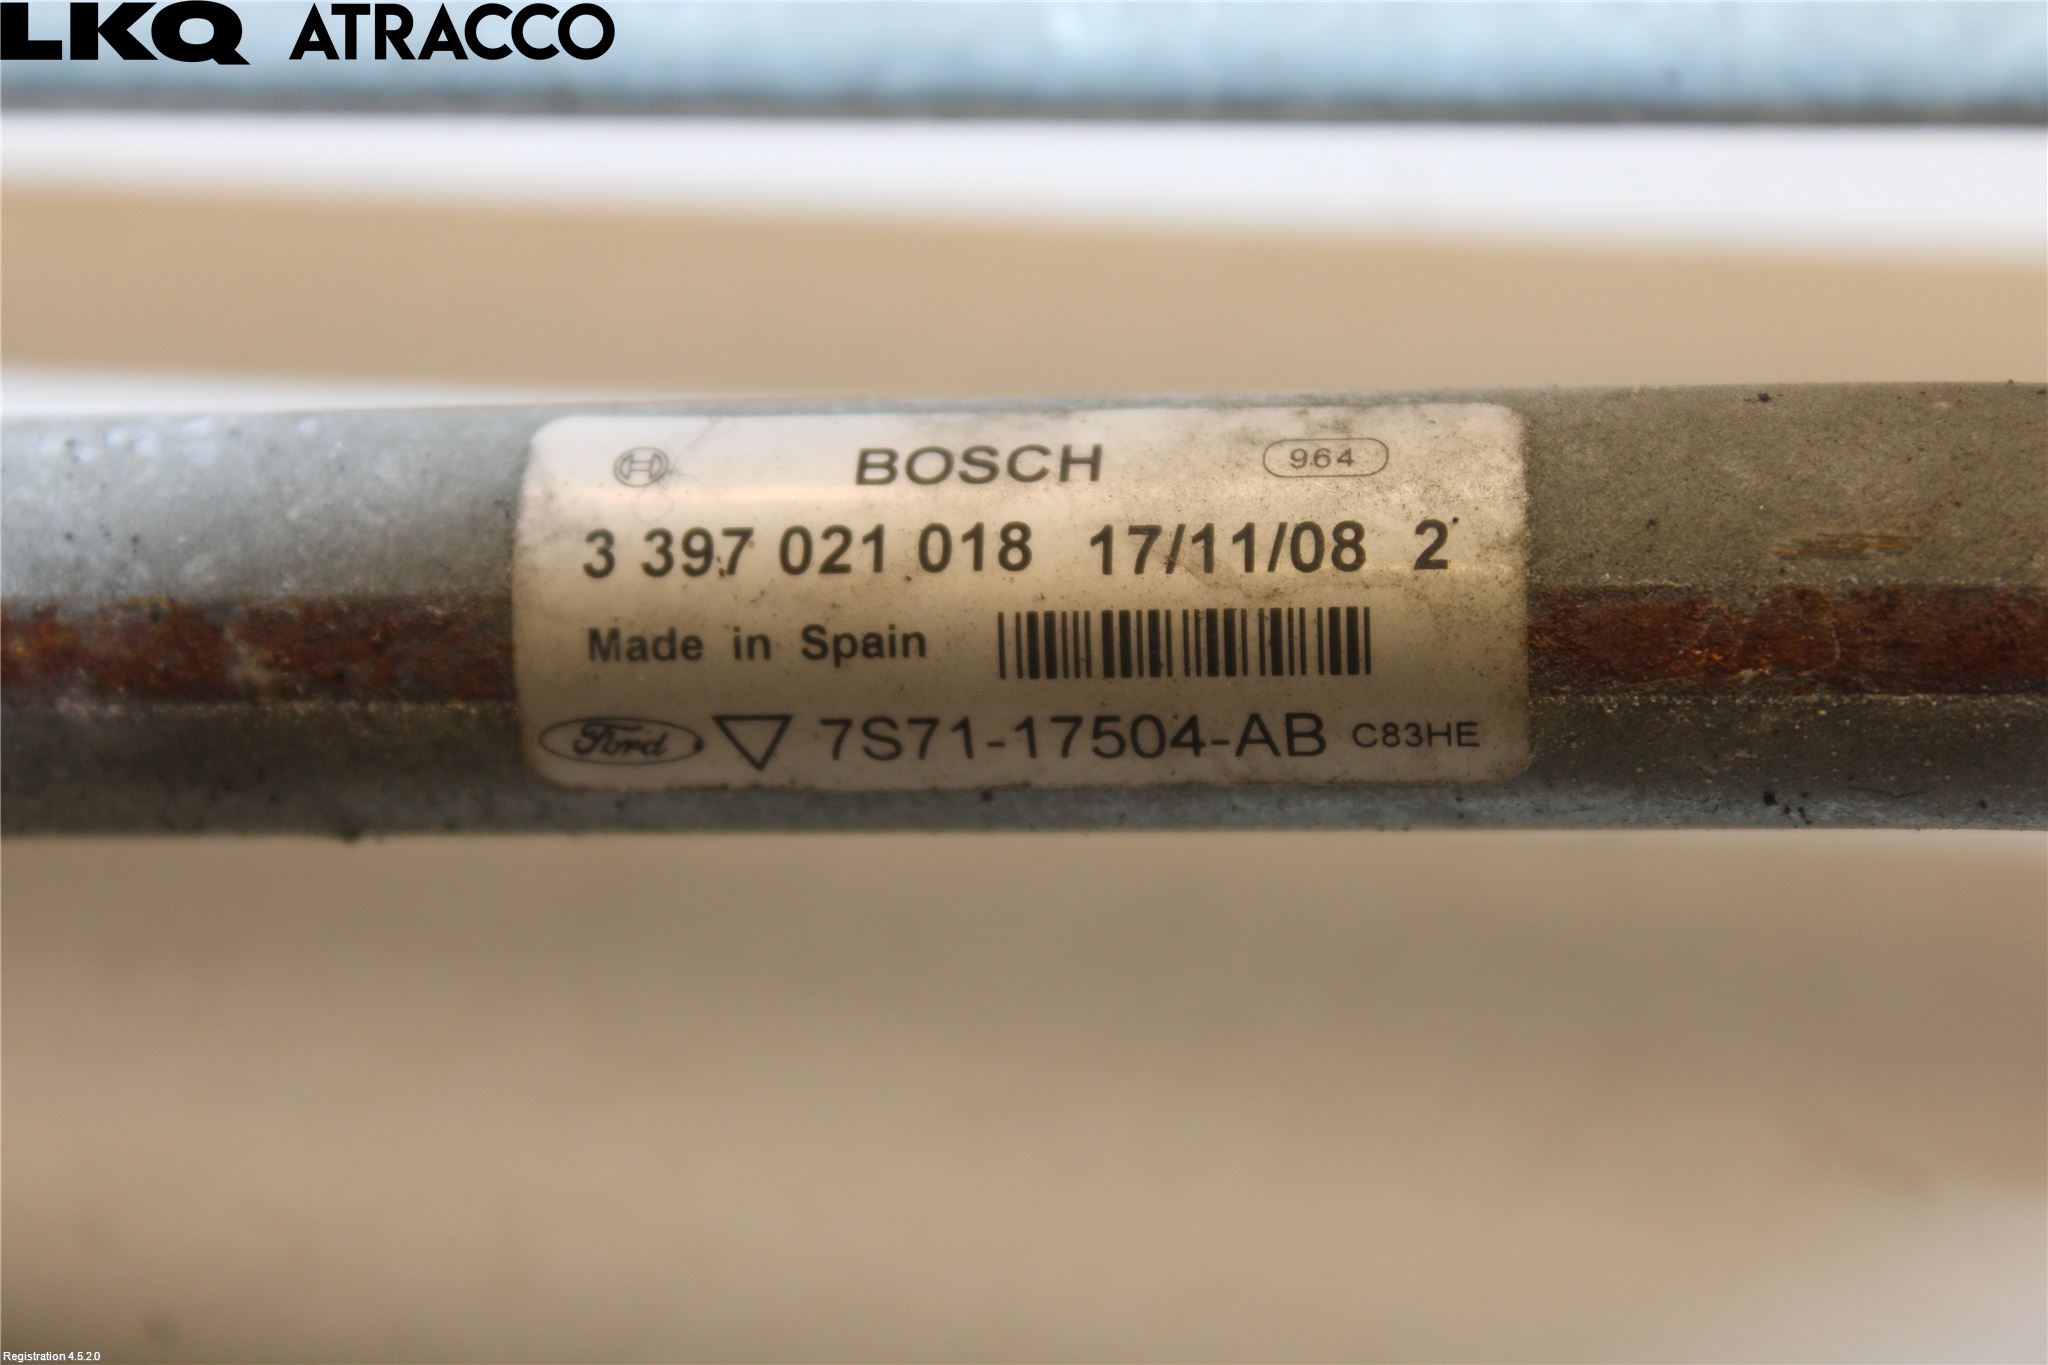 LKQ ATRACCO
BOSCH 964
3 397 021 018 17/11/08 2
Made in Spain
Ford 7S71-17504-AB C83HE
Registration 4.5.2.0